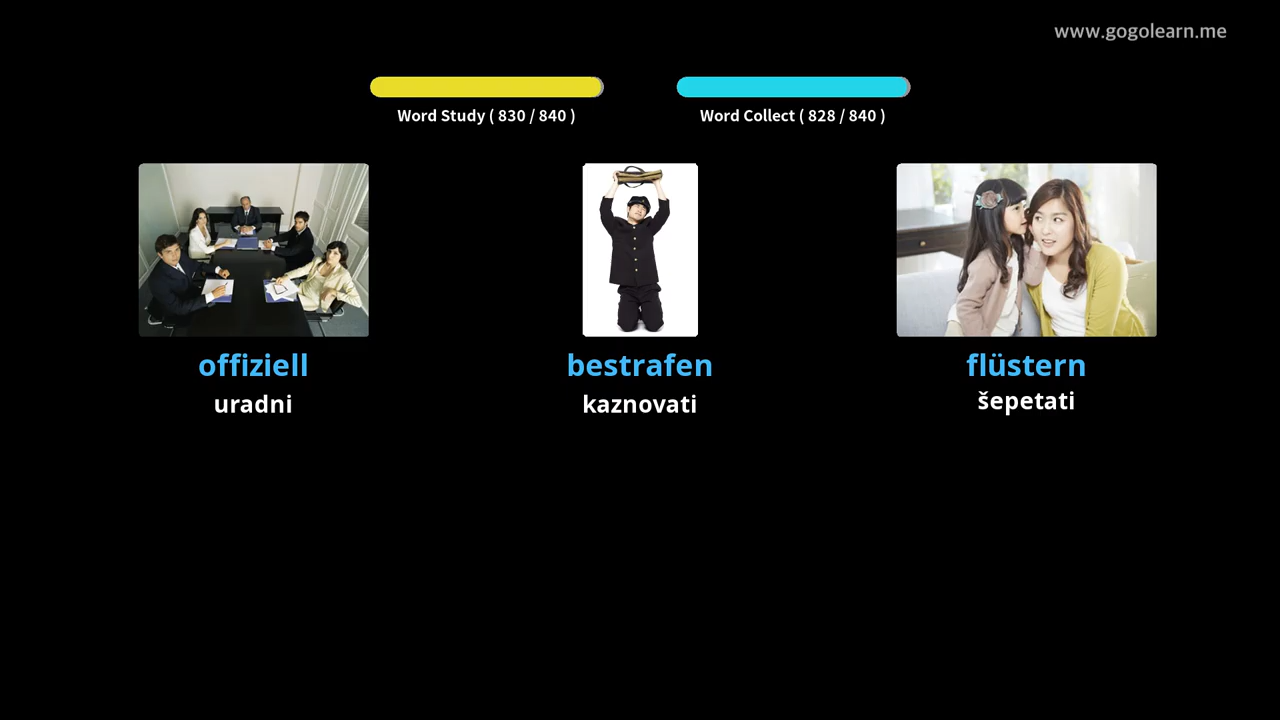 www.gogolearn.me
Word Study ( 830 / 840 )
Word Collect ( 828 / 840 )
offiziell
uradni
bestrafen
kaznovati
flüstern
šepetati